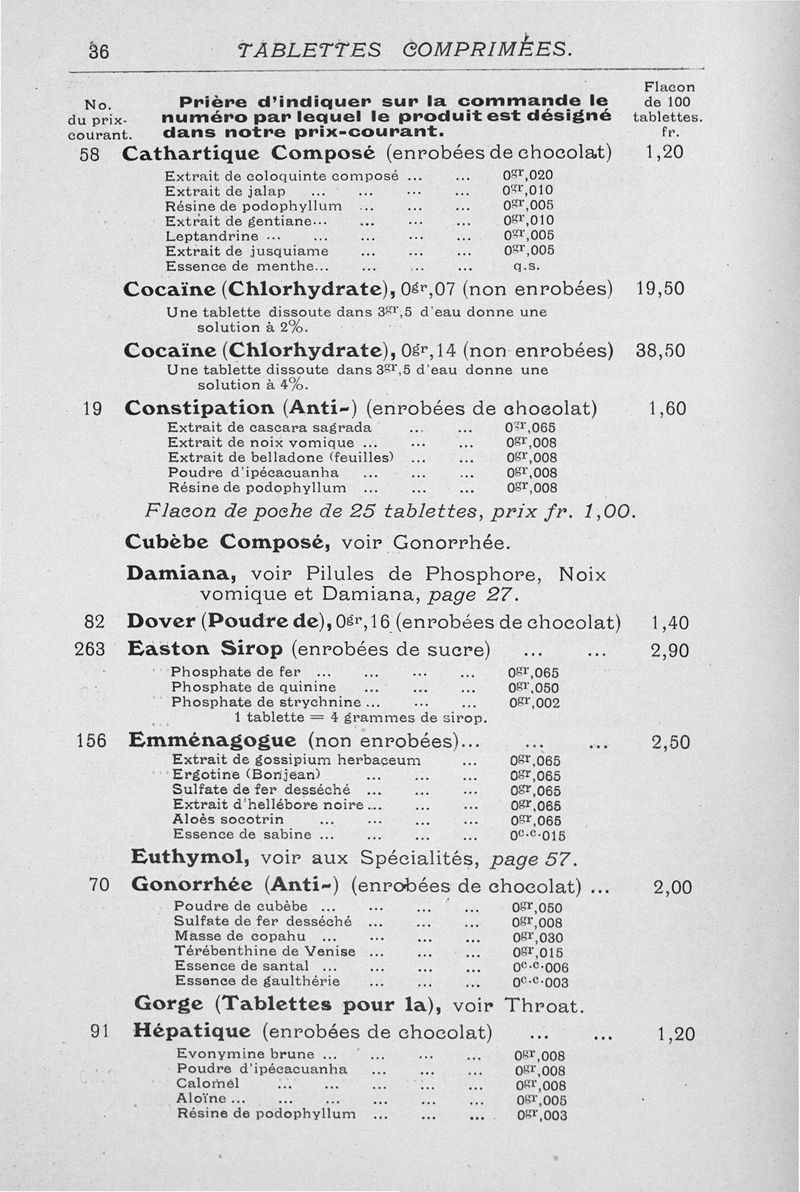 36 TABLETTES COMPRIMÉES.
No. du prix-courant.
Prière d'indiquer sur la commande le
numéro par lequel le produit est désigné
dans notre prix-courant.
Flacon de 100 tablettes. fr.
58 Cathartique Composé (enrobées de chocolat) 1,20
Extrait de coloquinte composé ... ... 0gr,020
Extrait de jalap ... ... ... ... 0gr,010
Résine de podophyllum ... ... ... 0gr,005
Extrait de gentiane... ... ... ... 0gr,010
Leptandrine ... ... ... ... ... 0gr,005
Extrait de jusquiame ... ... ... 0gr,005
Essence de menthe... ... ... ... q.s.
Cocaïne (Chlorhydrate), 0gr,07 (non enrobées) 19,50
Une tablette dissoute dans 3gr,5 d'eau donne une
solution à 2%.
Cocaïne (Chlorhydrate), 0gr,14 (non enrobées) 38,50
Une tablette dissoute dans 3gr,5 d'eau donne une
solution à 4%.
19 Constipation (Anti-) (enrobées de chocolat) 1,60
Extrait de cascara sagrada ... ... 0gr,065
Extrait de noix vomique ... ... ... 0gr,008
Extrait de belladone (feuilles) ... ... 0gr,008
Poudre d'ipécacuanha ... ... ... 0gr,008
Résine de podophyllum ... ... ... 0gr,008
Flacon de poche de 25 tablettes, prix fr. 1,00.
Cubèbe Composé, voir Gonorrhée.
Damiana, voir Pilules de Phosphore, Noix
vomique et Damiana, page 27.
82 Dover (Poudre de), 0gr,16 (enrobées de chocolat) 1,40
263 Easton Sirop (enrobées de sucre) ... ... 2,90
Phosphate de fer ... ... ... ... 0gr,065
Phosphate de quinine ... ... ... 0gr,050
Phosphate de strychnine ... ... ... 0gr,002
1 tablette = 4 grammes de sirop.
156 Emménagogue (non enrobées)... ... ... 2,50
Extrait de gossipium herbaceum ... 0gr,065
Ergotine (Bonjean) ... ... ... 0gr,065
Sulfate de fer desséché ... ... ... 0gr,065
Extrait d'hellébore noire ... ... ... 0gr,065
Aloès socotrin ... ... ... ... 0gr,065
Essence de sabine ... ... ... ... 0c.c.015
Euthymol, voir aux Spécialités, page 57.
70 Gonorrhée (Anti-) (enrobées de chocolat) ... 2,00
Poudre de cubèbe ... ... ... ... 0gr,050
Sulfate de fer desséché ... ... ... 0gr,008
Masse de copahu ... ... ... ... 0gr,030
Térébenthine de Venise ... ... ... 0gr,015
Essence de santal ... ... ... ... 0c.c.006
Essence de gaulthérie ... ... ... 0c.c.003
Gorge (Tablettes pour la), voir Throat.
91 Hépatique (enrobées de chocolat) ... ... 1,20
Evonymine brune ... ... ... ... 0gr,008
Poudre d'ipécacuanha ... ... ... 0gr,008
Calomel ... ... ... ... ... 0gr,008
Aloïne ... ... ... ... ... ... 0gr,005
Résine de podophyllum ... ... ... 0gr,003